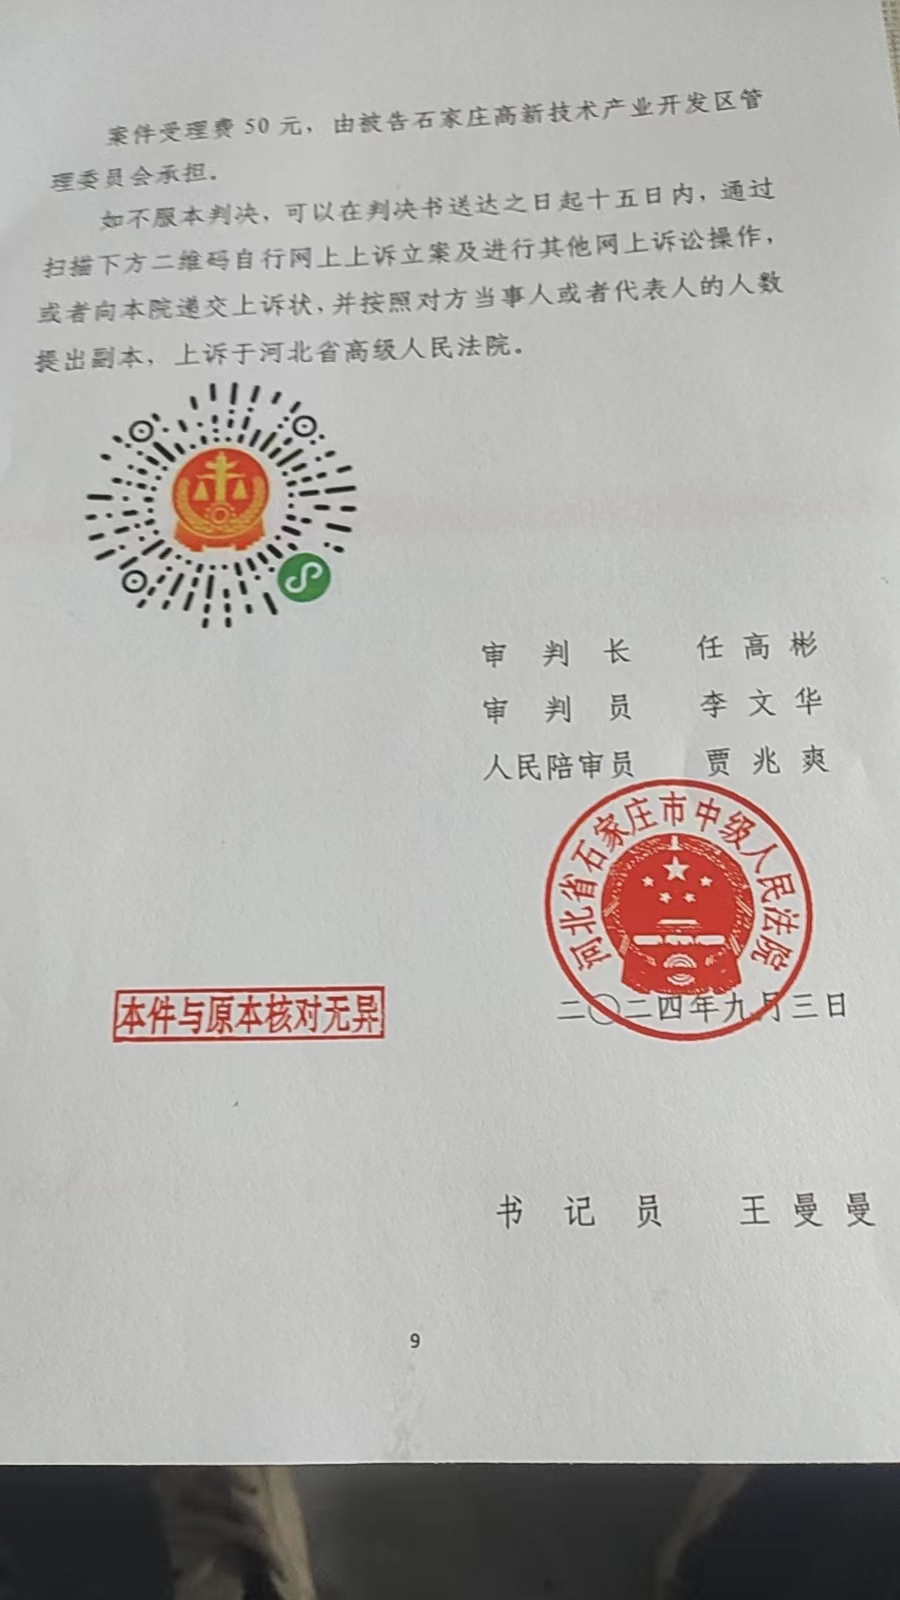 案件受理费50元，由被告石家庄高新技术产业开发区管
理委员会承担。
如不服本判决，可以在判决书送达之日起十五日内，通过
扫描下方二维码自行网上上诉立案及进行其他网上诉讼操作，
或者向本院递交上诉状，并按照对方当事人或者代表人的人数
提出副本，上诉于河北省高级人民法院。
审判长 任高彬
审判员 李文华
人民陪审员 贾兆爽
河北省石家庄市中级人民法院
二〇二四年九月三日
本件与原本核对无异
书记员 王曼曼
9